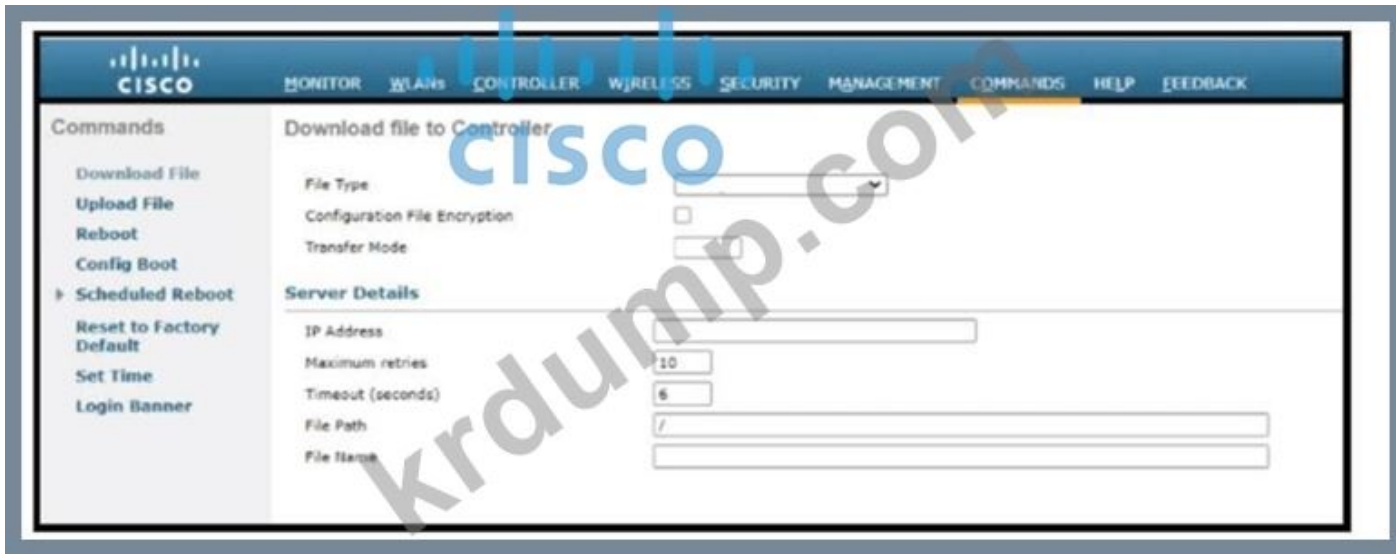 CISCO
MONITOR WLANs CONTROLLER WIRELESS SECURITY MANAGEMENT COMMANDS HELP FEEDBACK
Commands
Download File
Upload File
Reboot
Config Boot
Scheduled Reboot
Reset to Factory
Default
Set Time
Login Banner
Download file to Controller
CISCO
File Type
Configuration File Encryption
Transfer Mode
Server Details
IP Address
Maximum retries 10
Timeout (seconds) 6
File Path /
File Name
krdump.com